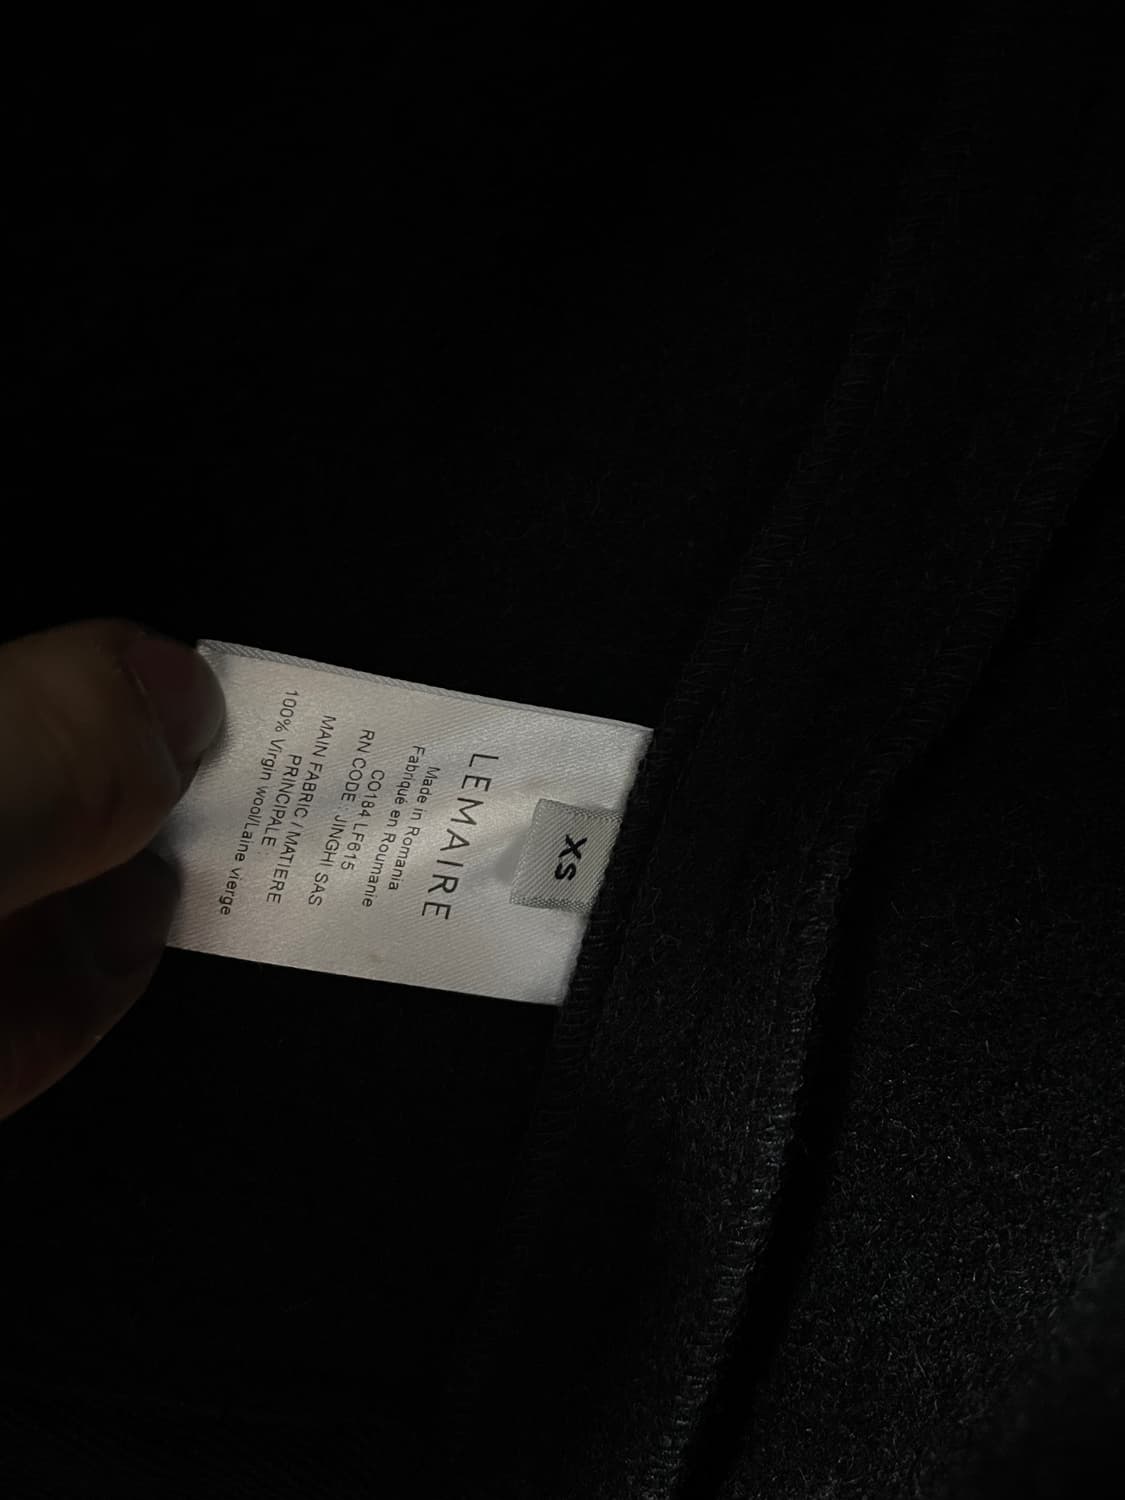 XS
LEMAIRE
Made in Romania
Fabriqué en Roumanie
CO184 LF615
RN CODE : JINGHI SAS
MAIN FABRIC / MATIERE
PRINCIPALE :
100% Virgin wool/Laine vierge